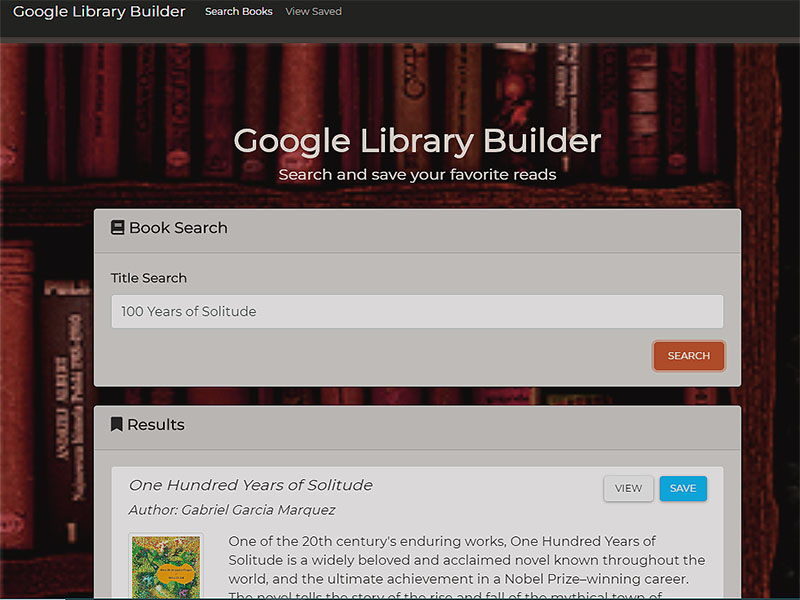 Google Library Builder Search Books View Saved
Google Library Builder
Search and save your favorite reads
Book Search
Title Search
100 Years of Solitude
SEARCH
Results
One Hundred Years of Solitude
VIEW SAVE
Author: Gabriel Garcia Marquez
One of the 20th century's enduring works, One Hundred Years of
Solitude is a widely beloved and acclaimed novel known throughout the
world, and the ultimate achievement in a Nobel Prize–winning career.
The novel tells the story of the rise and fall of the mythical town of